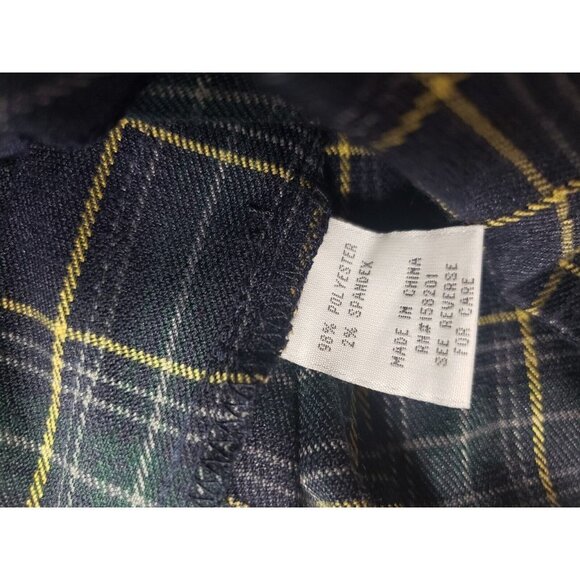 98% POLYESTER
2% SPANDEX
MADE IN CHINA
RN#158201
SEE REVERSE
FOR CARE